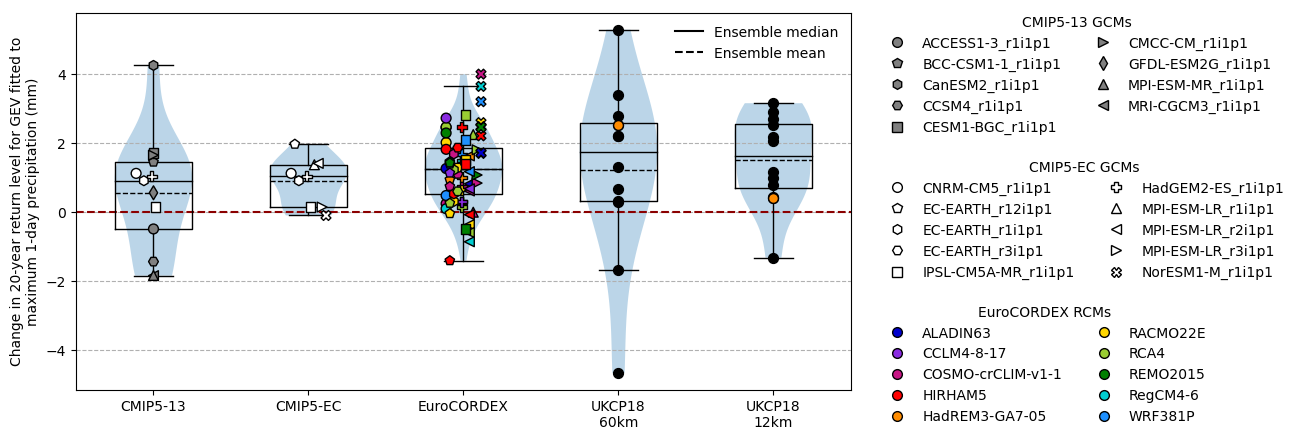 Change in 20-year return level for GEV fitted to
maximum 1-day precipitation (mm)
4
2
0
−2
−4
Ensemble median
Ensemble mean
CMIP5-13
CMIP5-EC
EuroCORDEX
UKCP18
60km
UKCP18
12km
CMIP5-13 GCMs
ACCESS1-3_r1i1p1
BCC-CSM1-1_r1i1p1
CanESM2_r1i1p1
CCSM4_r1i1p1
CESM1-BGC_r1i1p1
CMCC-CM_r1i1p1
GFDL-ESM2G_r1i1p1
MPI-ESM-MR_r1i1p1
MRI-CGCM3_r1i1p1
CMIP5-EC GCMs
CNRM-CM5_r1i1p1
EC-EARTH_r12i1p1
EC-EARTH_r1i1p1
EC-EARTH_r3i1p1
IPSL-CM5A-MR_r1i1p1
HadGEM2-ES_r1i1p1
MPI-ESM-LR_r1i1p1
MPI-ESM-LR_r2i1p1
MPI-ESM-LR_r3i1p1
NorESM1-M_r1i1p1
EuroCORDEX RCMs
ALADIN63
CCLM4-8-17
COSMO-crCLIM-v1-1
HIRHAM5
HadREM3-GA7-05
RACMO22E
RCA4
REMO2015
RegCM4-6
WRF381P